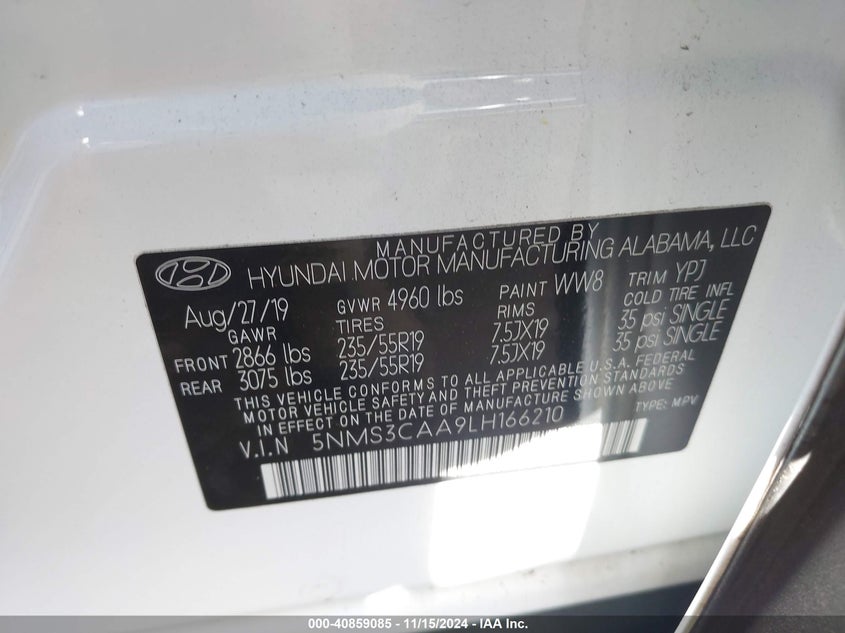 MANUFACTURED BY
HYUNDAI MOTOR MANUFACTURING ALABAMA, LLC
Aug/27/19 GVWR 4960 lbs PAINT WW8 TRIM YPJ
GAWR TIRES RIMS COLD TIRE INFL
FRONT 2866 lbs 235/55R19 7.5JX19 35 psi SINGLE
REAR 3075 lbs 235/55R19 7.5JX19 35 psi SINGLE
THIS VEHICLE CONFORMS TO ALL APPLICABLE U.S.A. FEDERAL
MOTOR VEHICLE SAFETY AND THEFT PREVENTION STANDARDS
IN EFFECT ON THE DATE OF MANUFACTURE SHOWN ABOVE
V.I.N 5NMS3CAA9LH166210 TYPE: MPV
000-40859085 - 11/15/2024 - IAA Inc.